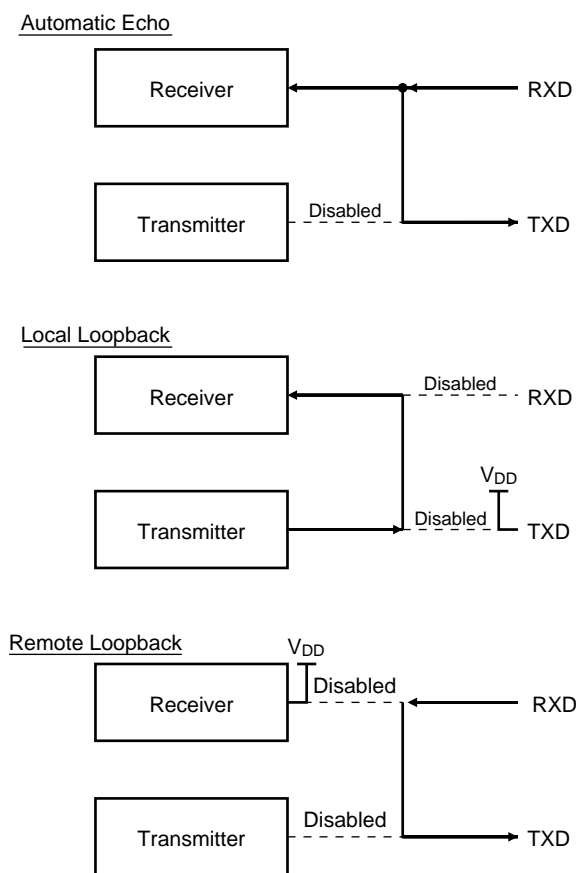 Automatic Echo
Receiver
RXD
Transmitter
Disabled
TXD
Local Loopback
Receiver
Disabled
RXD
VDD
Transmitter
Disabled
TXD
Remote Loopback
VDD
Receiver
Disabled
RXD
Transmitter
Disabled
TXD